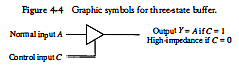 Figure 4-4 Graphic symbols for three-state buffer.
Normal input A
Output Y = A if C = 1
High-impedance if C = 0
Control input C